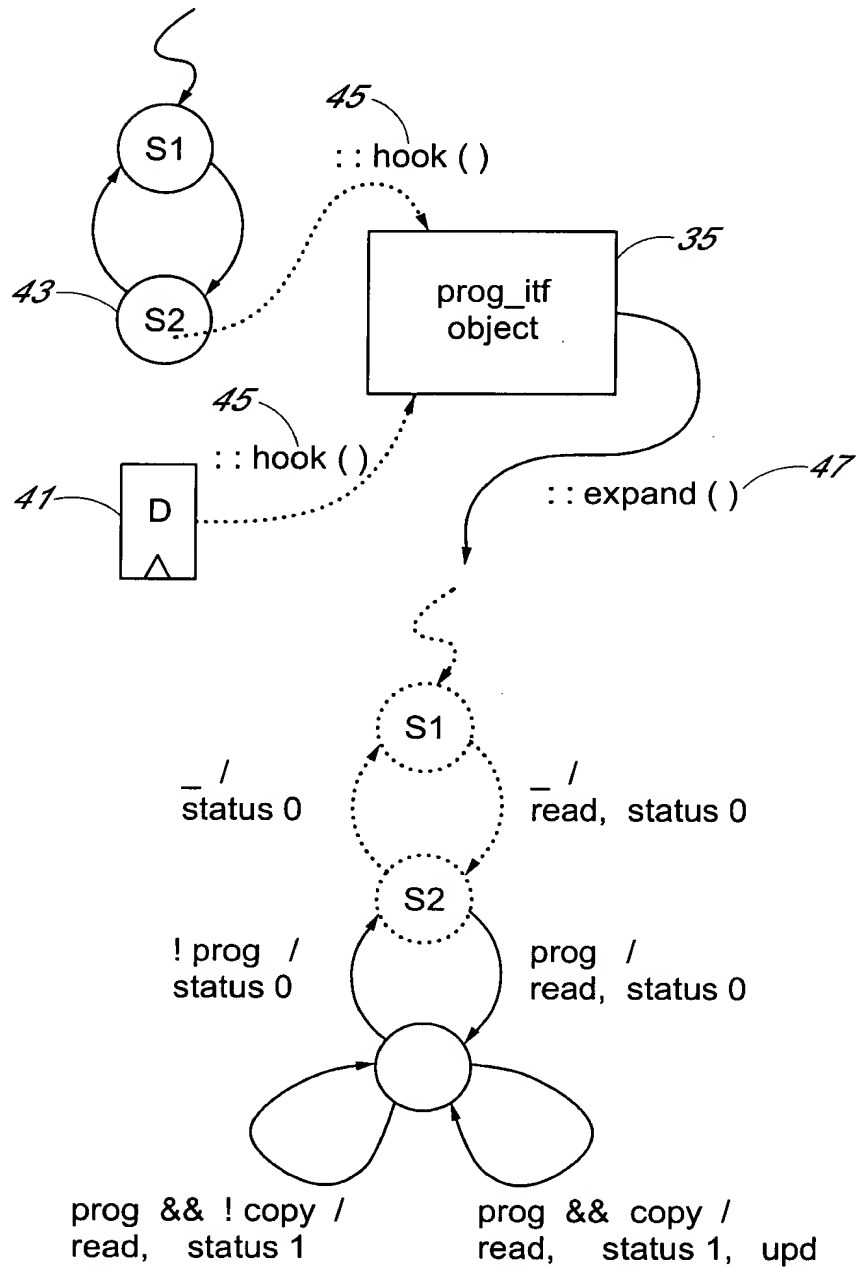 45
S1
: : hook ( )
35
43
S2
prog_itf
object
45
: : hook ( )
41
D
47
: : expand ( )
S1
_ /
status 0
_ /
read, status 0
S2
! prog /
status 0
prog /
read, status 0
prog && ! copy /
read, status 1
prog && copy /
read, status 1, upd